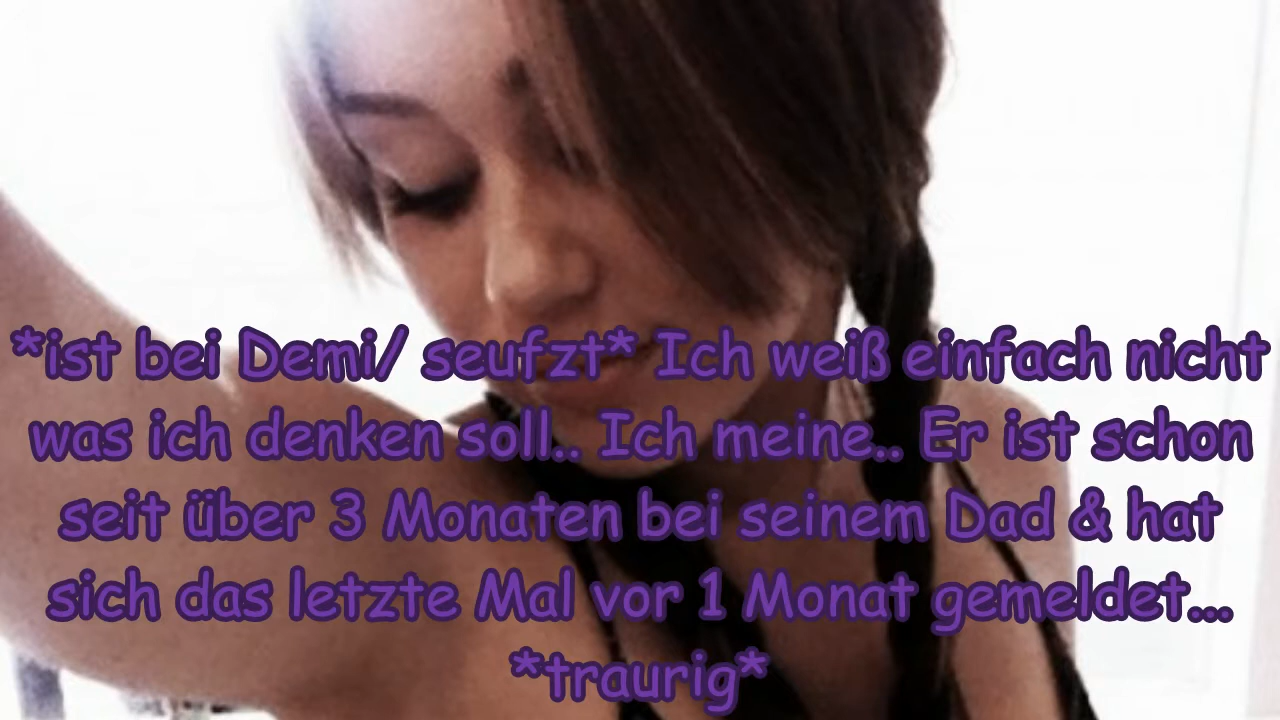 *ist bei Demi/ seufzt* Ich weiß einfach nicht
was ich denken soll.. Ich meine.. Er ist schon
seit über 3 Monaten bei seinem Dad & hat
sich das letzte Mal vor 1 Monat gemeldet...
*traurig*